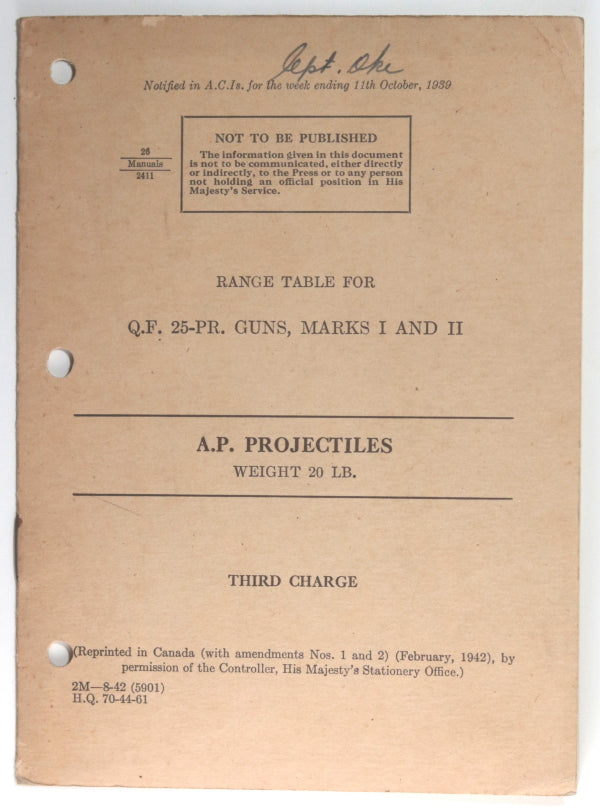 Capt. Oke
Notified in A.C.Is. for the week ending 11th October, 1939
26
Manuals
2411
NOT TO BE PUBLISHED
The information given in this document
is not to be communicated, either directly
or indirectly, to the Press or to any person
not holding an official position in His
Majesty's Service.
RANGE TABLE FOR
Q.F. 25-PR. GUNS, MARKS I AND II
A.P. PROJECTILES
WEIGHT 20 LB.
THIRD CHARGE
(Reprinted in Canada (with amendments Nos. 1 and 2) (February, 1942), by
permission of the Controller, His Majesty's Stationery Office.)
2M—8-42 (5901)
H.Q. 70-44-61